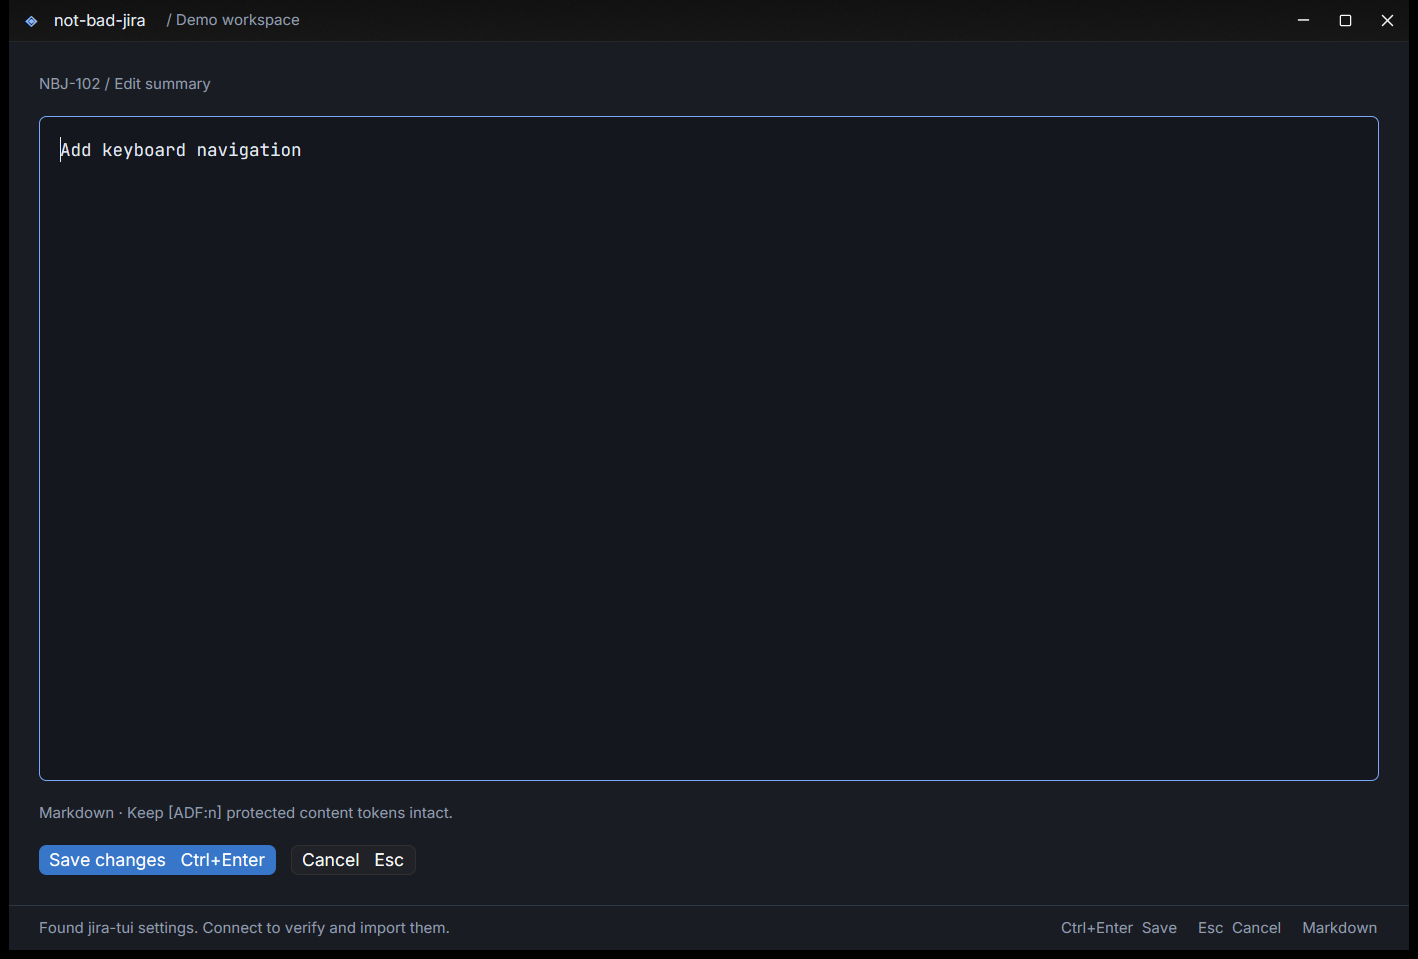 not-bad-jira / Demo workspace
NBJ-102 / Edit summary
Add keyboard navigation
Markdown · Keep [ADF:n] protected content tokens intact.
Save changes Ctrl+Enter Cancel Esc
Found jira-tui settings. Connect to verify and import them. Ctrl+Enter Save Esc Cancel Markdown